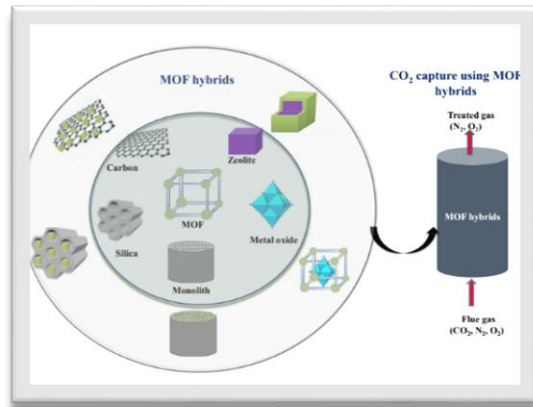 MOF hybrids
CO₂ capture using MOF
hybrids
Treated gas
(N₂, O₂)
Carbon
Zeolite
MOF
Silica
Metal oxide
Monolith
MOF hybrids
Flue gas
(CO₂, N₂, O₂)